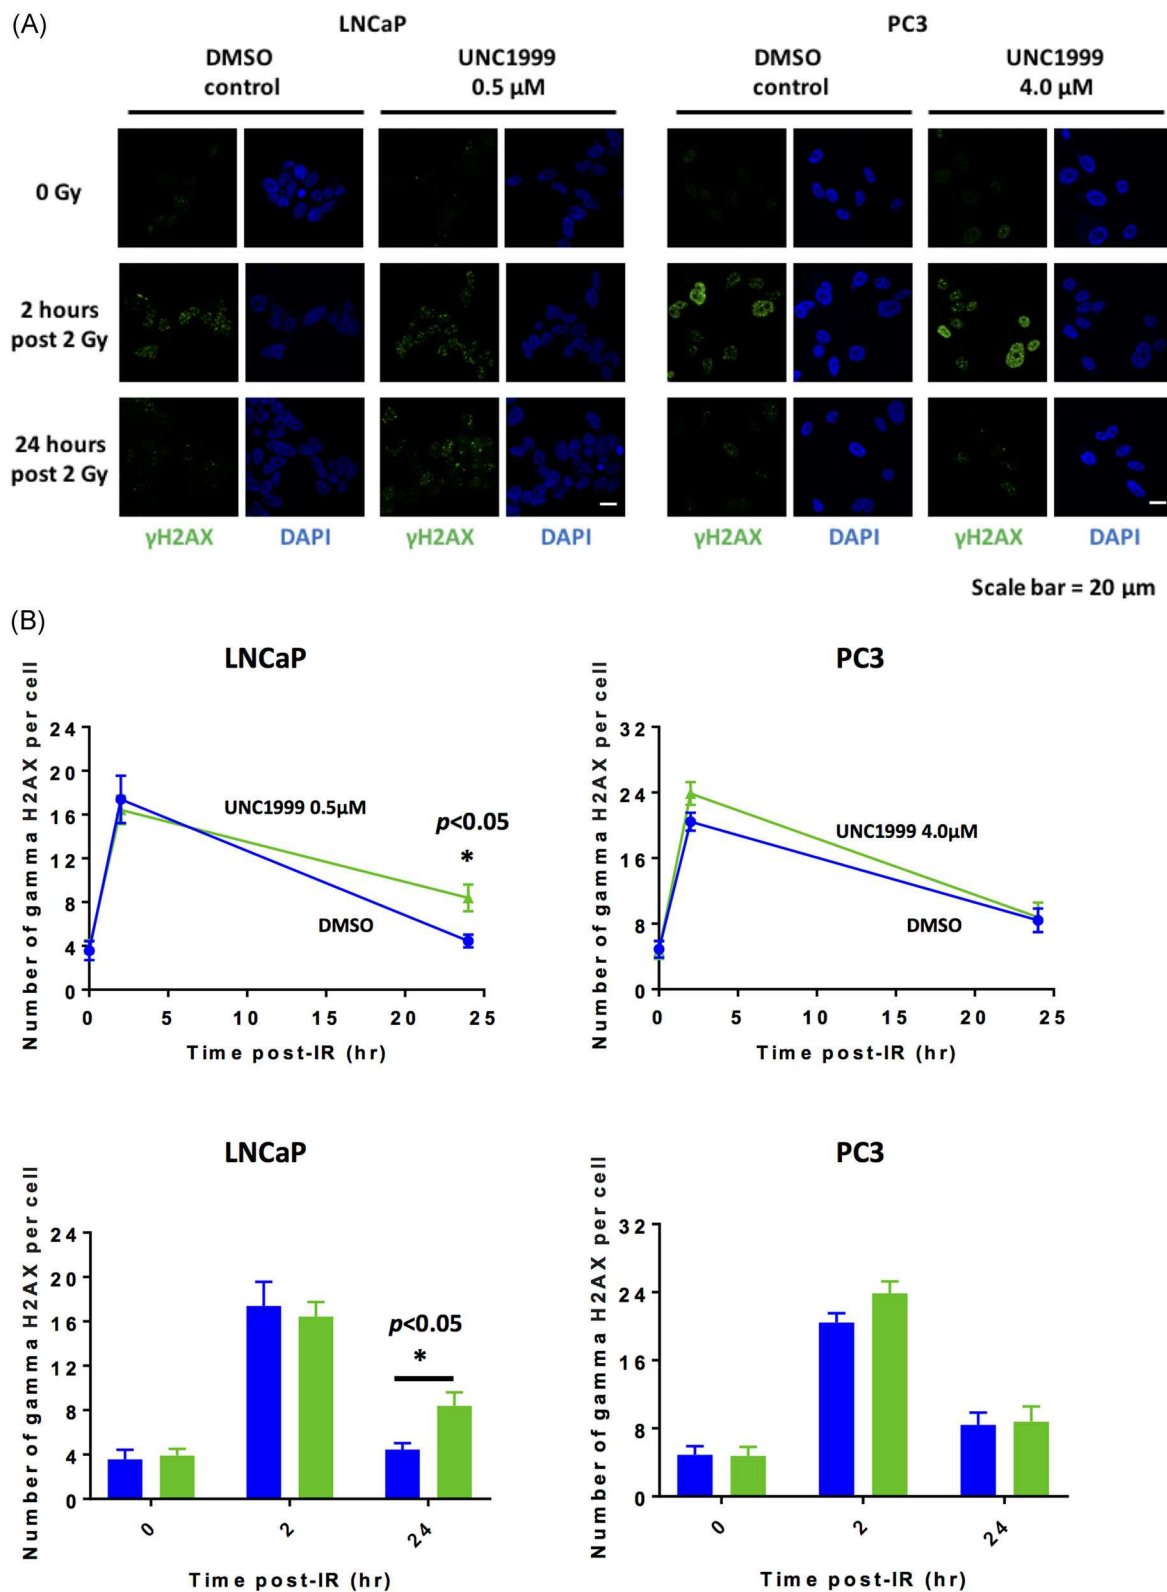 (A)
LNCaP
PC3
DMSO control
UNC1999 0.5 µM
DMSO control
UNC1999 4.0 µM
0 Gy
2 hours post 2 Gy
24 hours post 2 Gy
γH2AX
DAPI
γH2AX
DAPI
γH2AX
DAPI
γH2AX
DAPI
Scale bar = 20 µm
(B)
LNCaP
Number of gamma H2AX per cell
24
20
16
12
8
4
0
UNC1999 0.5µM
p<0.05
*
DMSO
0 5 10 15 20 25
Time post-IR (hr)
PC3
Number of gamma H2AX per cell
32
24
16
8
0
UNC1999 4.0µM
DMSO
0 5 10 15 20 25
Time post-IR (hr)
LNCaP
Number of gamma H2AX per cell
24
20
16
12
8
4
0
p<0.05
*
0 2 24
Time post-IR (hr)
PC3
Number of gamma H2AX per cell
32
24
16
8
0
0 2 24
Time post-IR (hr)